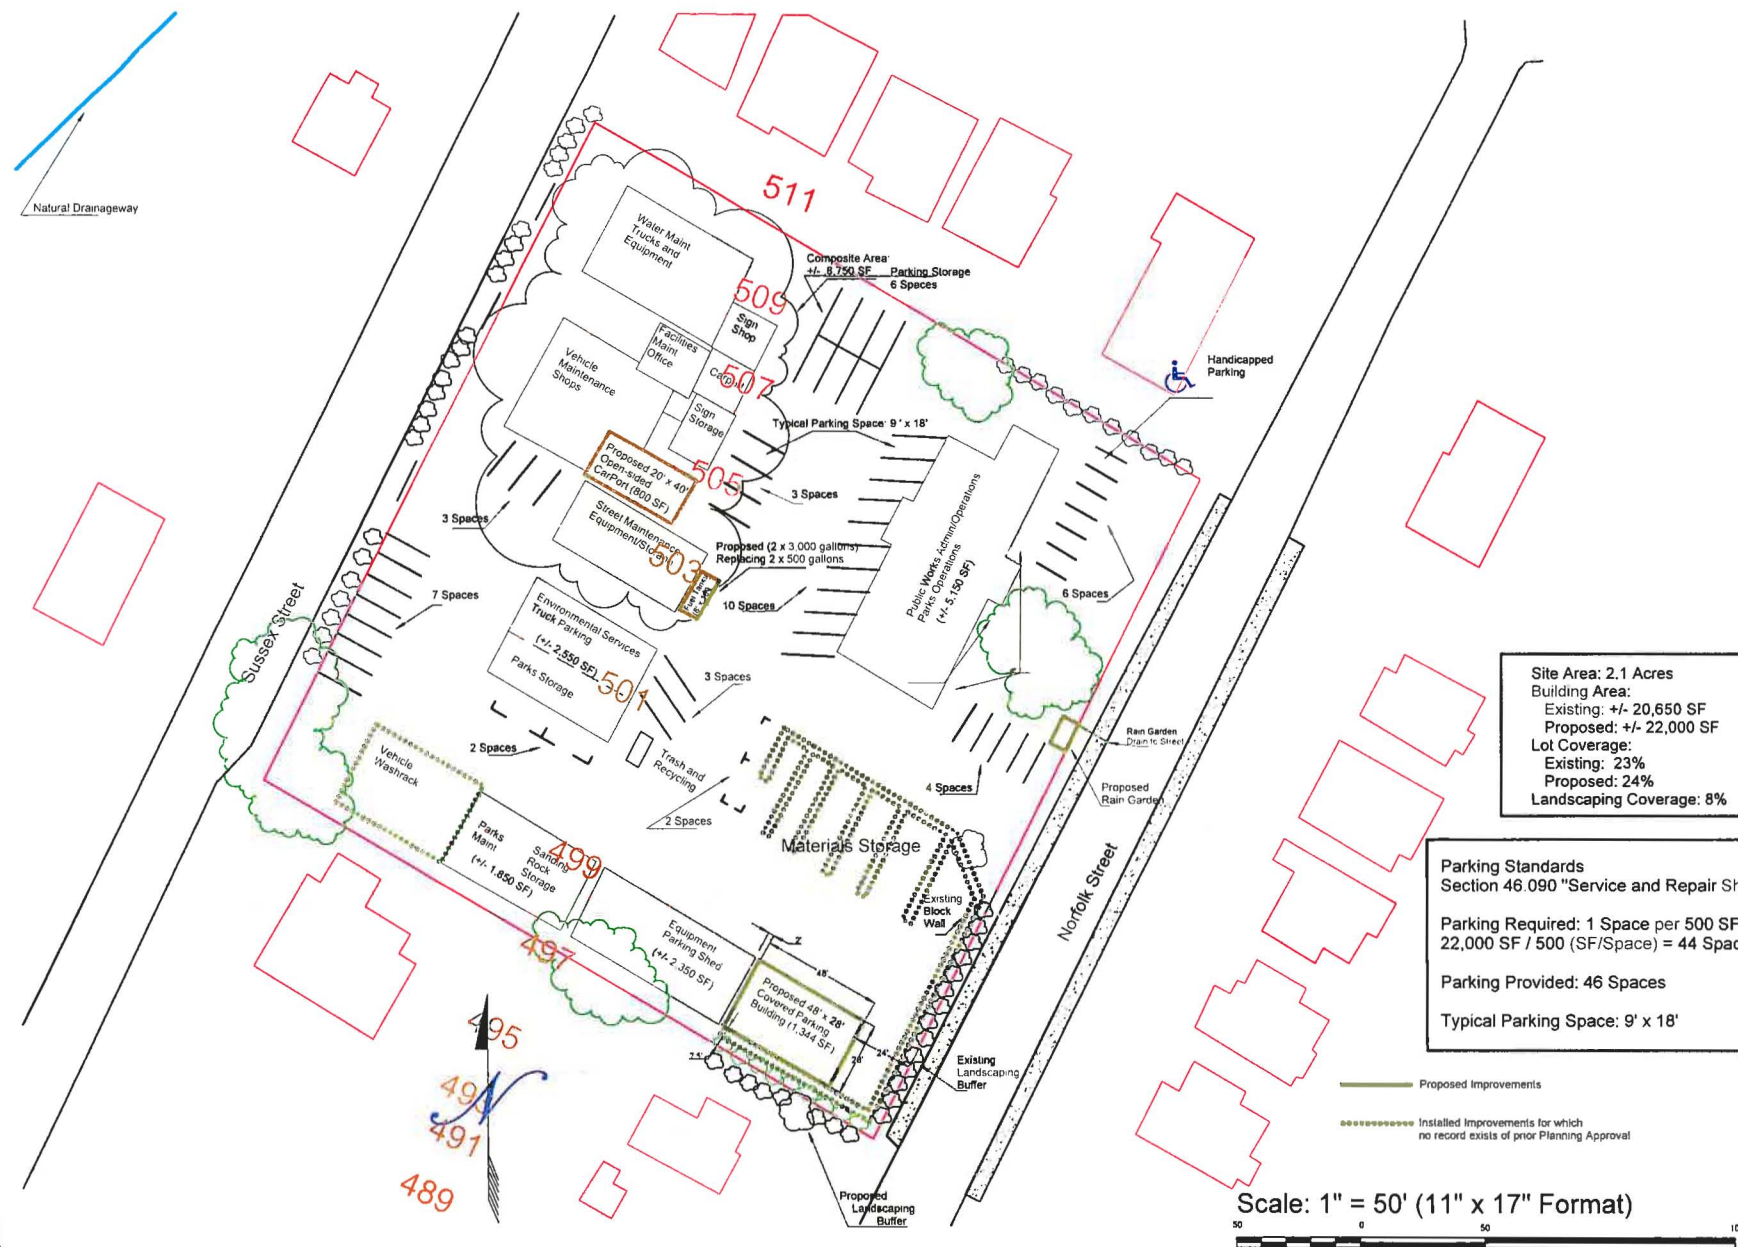 511
Natural Drainageway
Water Maint
Trucks and
Equipment
Composite Area
+/- 8,750 SF
Parking Storage
6 Spaces
509
Sign
Shop
Facilities
Maint
Office
Vehicle
Maintenance
Shops
507
Sign
Storage
Handicapped
Parking
Typical Parking Space: 9' x 18'
Proposed 20' x 40'
Open-sided
CarPort (800 SF)
505
3 Spaces
3 Spaces
Street Maintenance
503
Proposed (2 x 3,000 gallons)
Replacing 2 x 500 gallons
Public Works Admin/Operations
Parks Operations
(+/- 5,150 SF)
10 Spaces
6 Spaces
7 Spaces
Environmental Services
Truck Parking
(+/- 2,550 SF)
Parks Storage
501
3 Spaces
2 Spaces
Sussex Street
Vehicle
Washrack
Trash and
Recycling
2 Spaces
4 Spaces
Rain Garden
Drain to Street
Proposed
Rain Garden
Materials Storage
Parks
Maint
(+/- 1,850 SF)
Sanding
Rock
Storage
499
Existing
Block
Wall
Norfolk Street
Equipment
Parking Shed
(+/- 2,350 SF)
497
48'
Proposed 48' x 28'
Covered Parking
Building (1,344 SF)
28'
24'
7.5'
Existing
Landscaping
Buffer
Proposed
Landscaping
Buffer
495
N
491
489
Site Area: 2.1 Acres
Building Area:
Existing: +/- 20,650 SF
Proposed: +/- 22,000 SF
Lot Coverage:
Existing: 23%
Proposed: 24%
Landscaping Coverage: 8%
Parking Standards
Section 46.090 "Service and Repair Sh
Parking Required: 1 Space per 500 SF
22,000 SF / 500 (SF/Space) = 44 Spac
Parking Provided: 46 Spaces
Typical Parking Space: 9' x 18'
Proposed Improvements
Installed Improvements for which
no record exists of prior Planning Approval
Scale: 1" = 50' (11" x 17" Format)
50 0 50